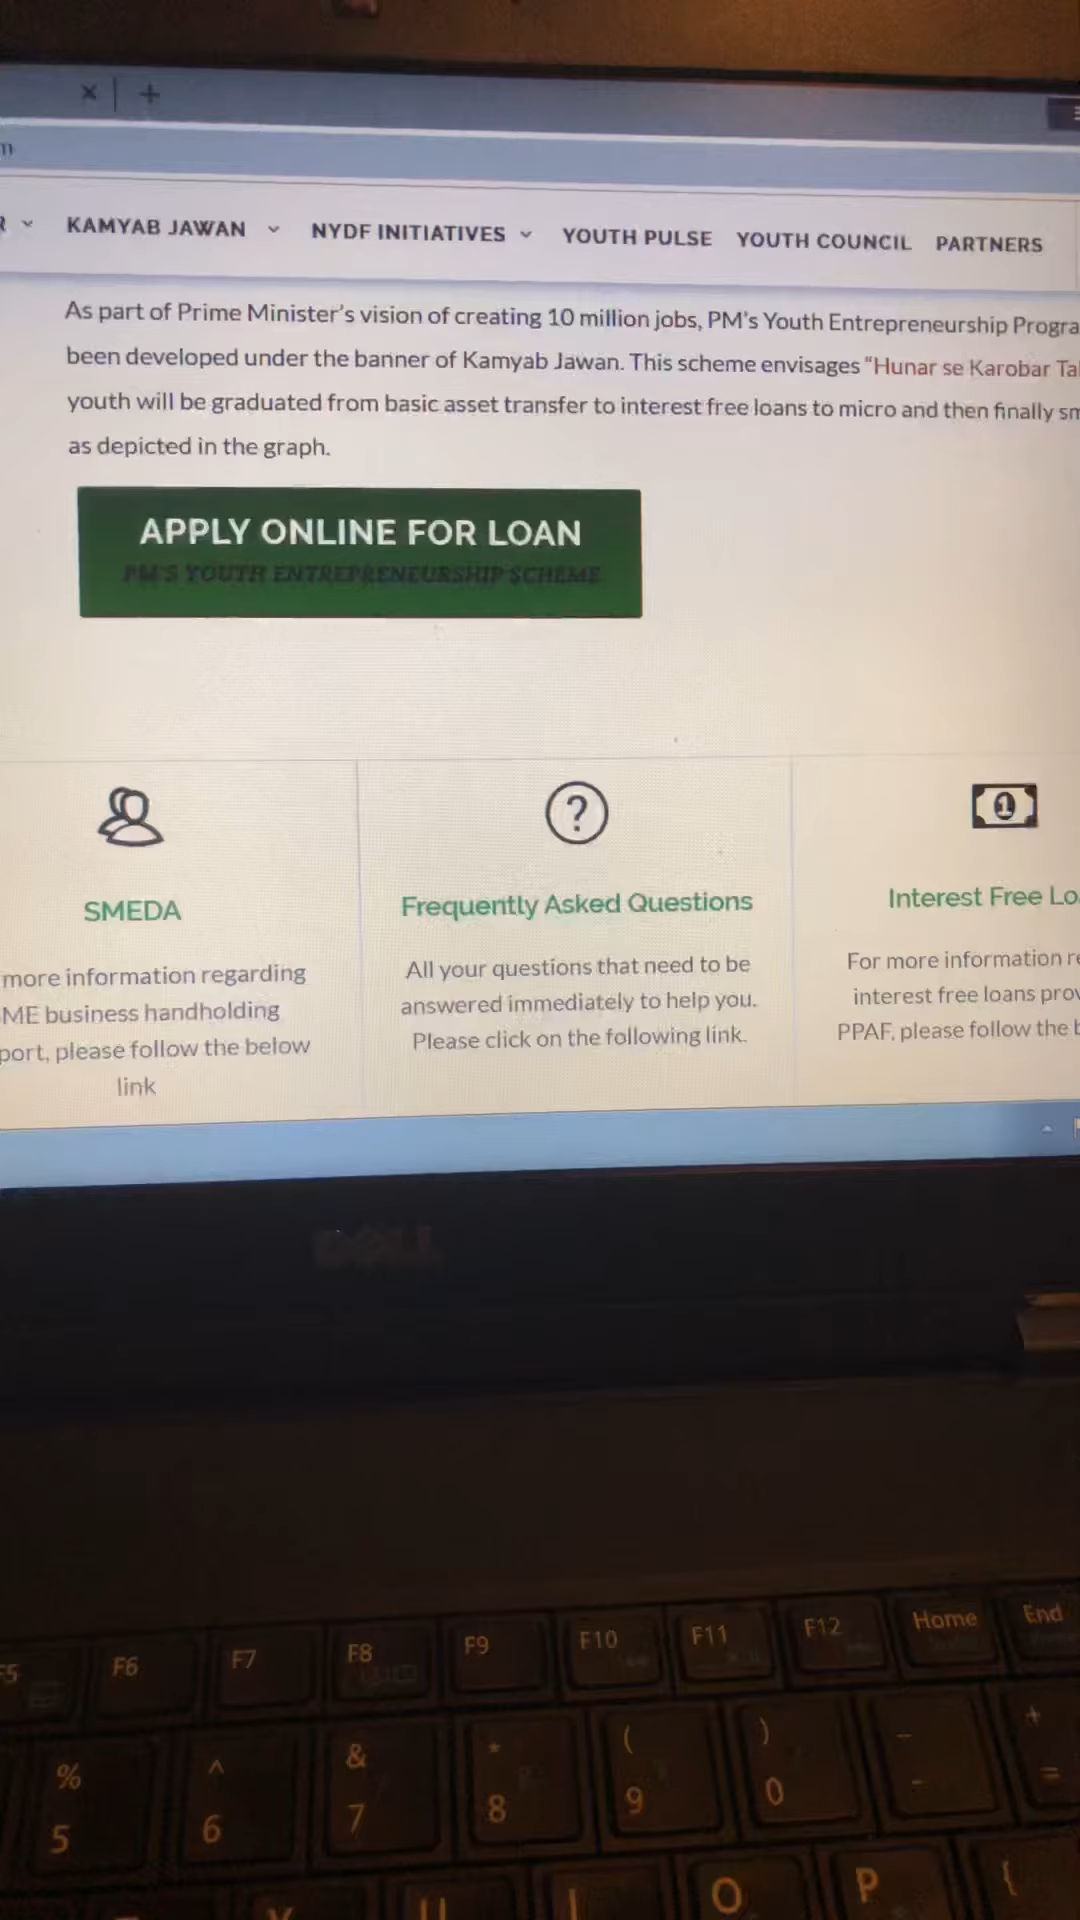 KAMYAB JAWAN NYDF INITIATIVES YOUTH PULSE YOUTH COUNCIL PARTNERS
As part of Prime Minister's vision of creating 10 million jobs, PM's Youth Entrepreneurship
been developed under the banner of Kamyab Jawan. This scheme envisages "Hunar se Karobar
youth will be graduated from basic asset transfer to interest free loans to micro and then finally
as depicted in the graph.
APPLY ONLINE FOR LOAN
PM'S YOUTH ENTREPRENEURSHIP SCHEME
SMEDA
more information regarding
ME business handholding
port, please follow the below
link
Frequently Asked Questions
All your questions that need to be
answered immediately to help you.
Please click on the following link.
Interest Free
For more information
interest free loans
PPAF, please follow the
DELL
F5 F6 F7 F8 F9 F10 F11 F12 Home End
% ^ & * ( ) _ +
5 6 7 8 9 0 - =
Y U I O P {